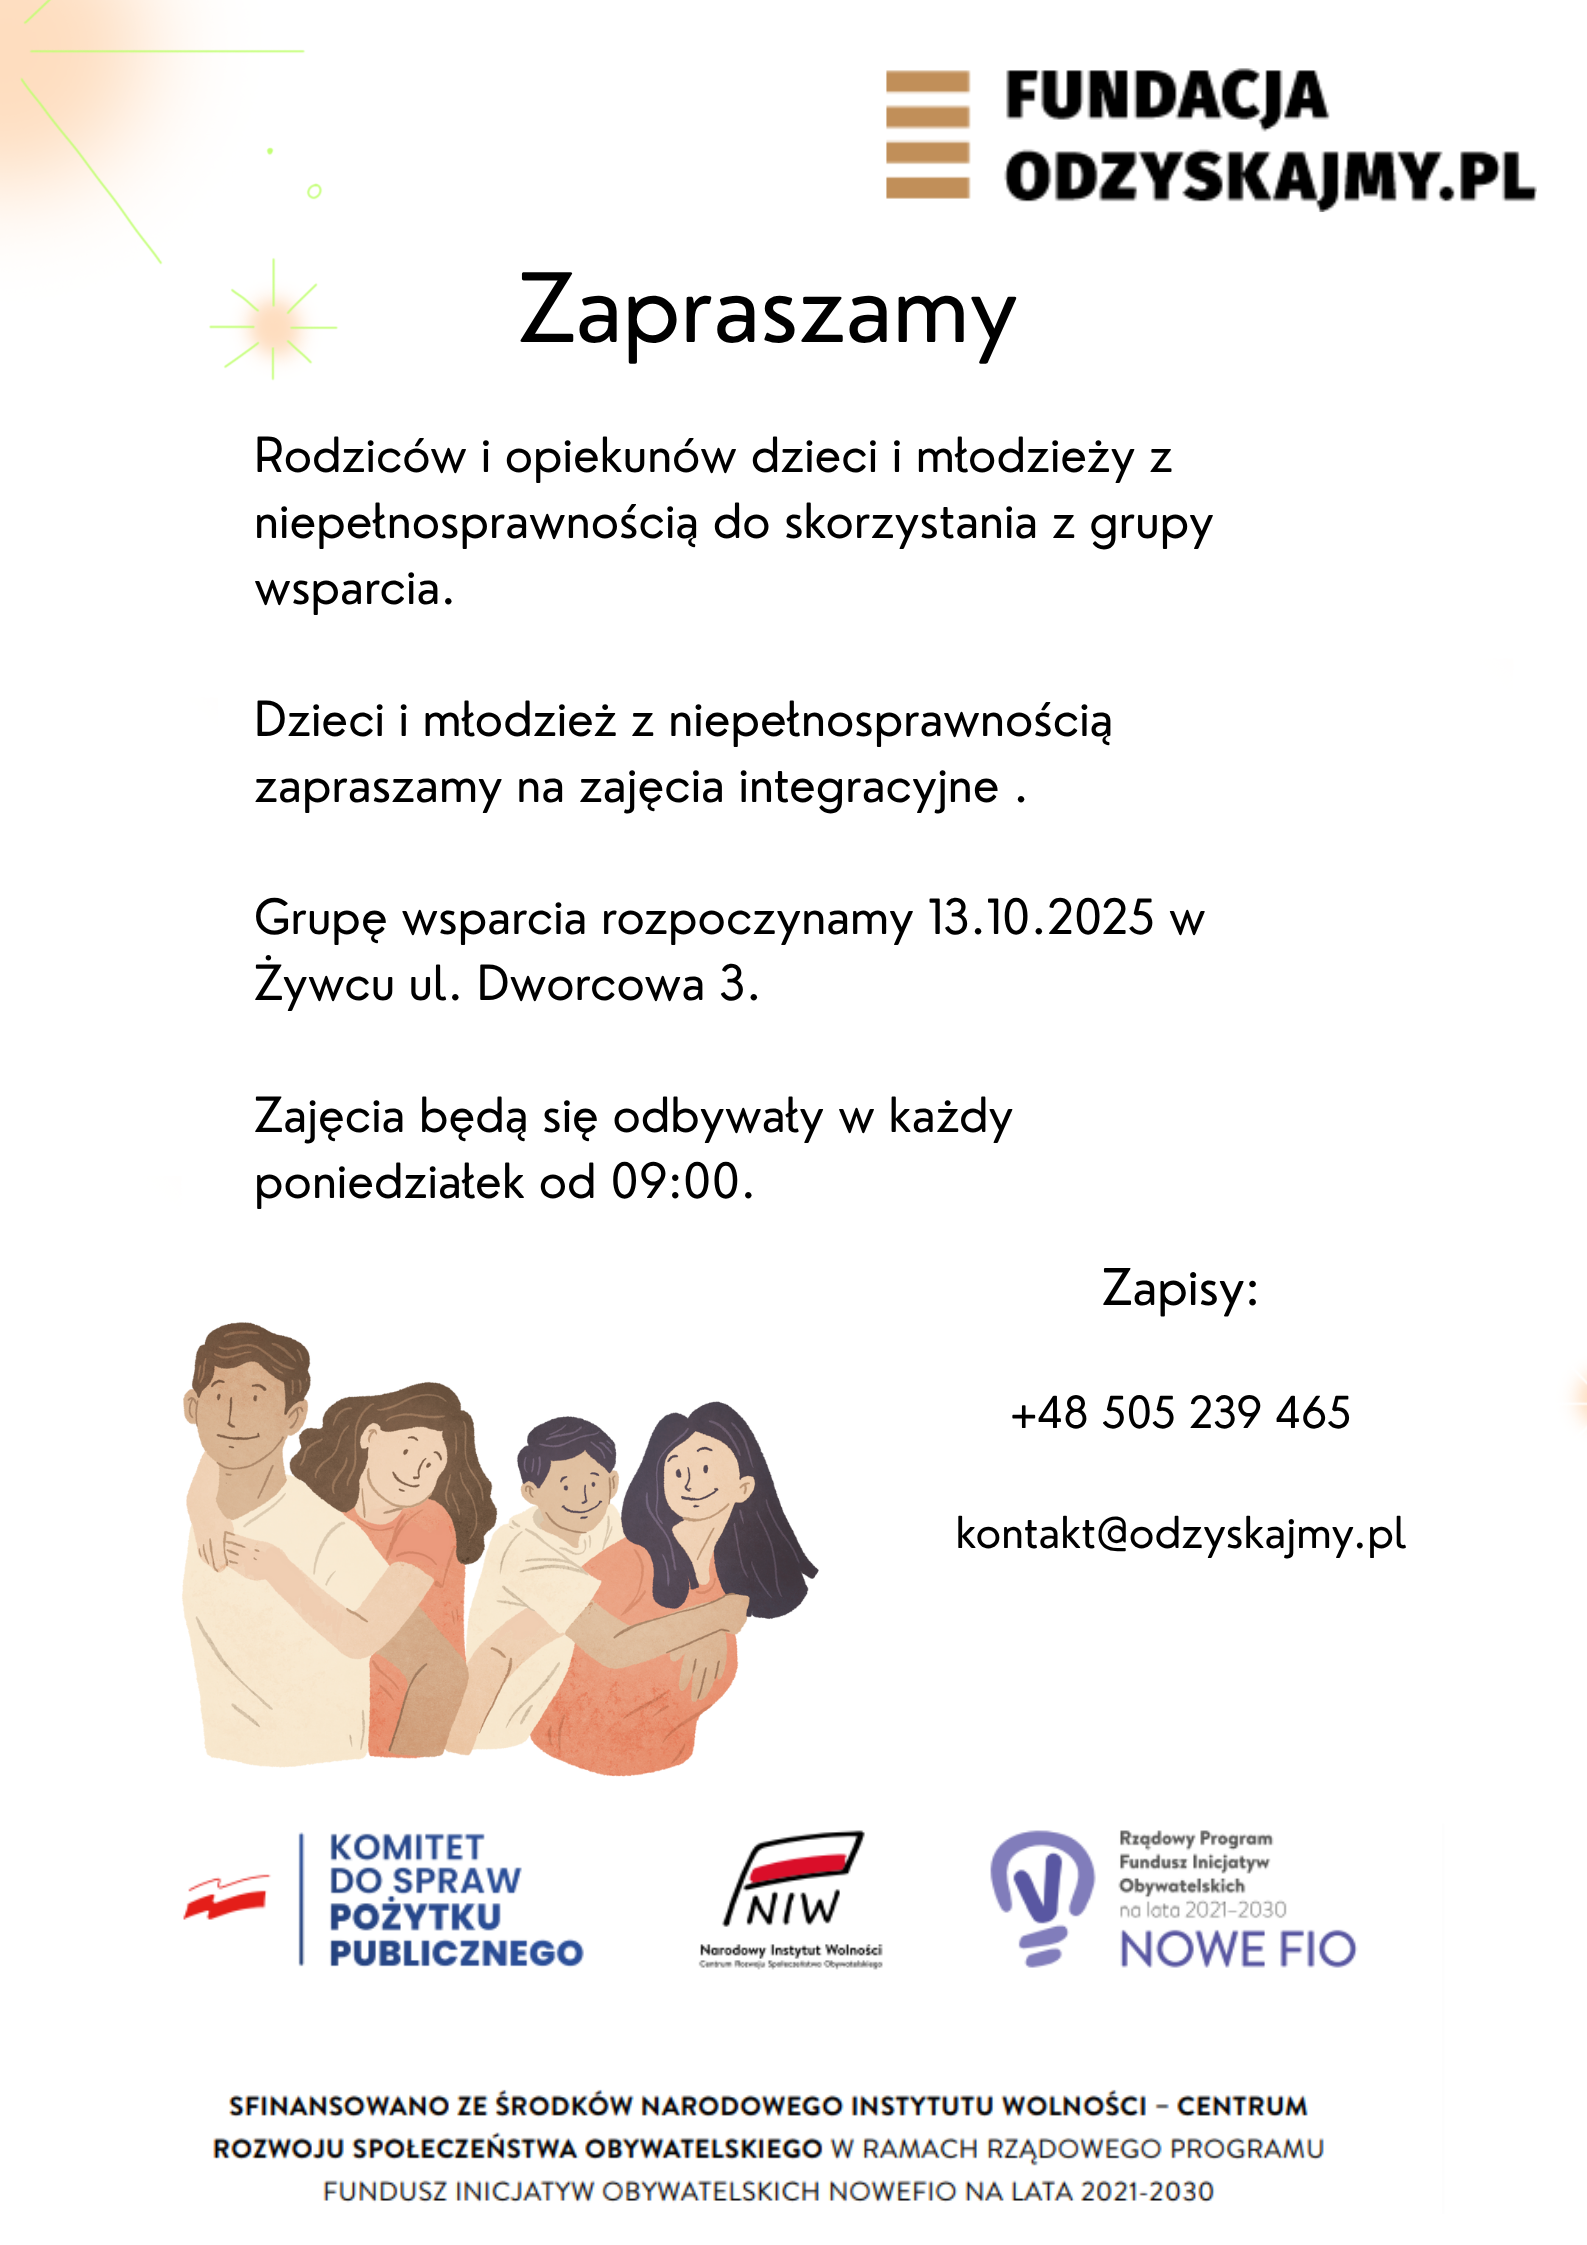 FUNDACJA
ODZYSKAJMY.PL
Zapraszamy
Rodziców i opiekunów dzieci i młodzieży z
niepełnosprawnością do skorzystania z grupy
wsparcia.
Dzieci i młodzież z niepełnosprawnością
zapraszamy na zajęcia integracyjne .
Grupę wsparcia rozpoczynamy 13.10.2025 w
Żywcu ul. Dworcowa 3.
Zajęcia będą się odbywały w każdy
poniedziałek od 09:00.
Zapisy:
+48 505 239 465
kontakt@odzyskajmy.pl
KOMITET
DO SPRAW
POŻYTKU
PUBLICZNEGO
NIW
Narodowy Instytut Wolności
Centrum Rozwoju Społeczeństwa Obywatelskiego
Rządowy Program
Fundusz Inicjatyw
Obywatelskich
na lata 2021–2030
NOWE FIO
SFINANSOWANO ZE ŚRODKÓW NARODOWEGO INSTYTUTU WOLNOŚCI – CENTRUM
ROZWOJU SPOŁECZEŃSTWA OBYWATELSKIEGO W RAMACH RZĄDOWEGO PROGRAMU
FUNDUSZ INICJATYW OBYWATELSKICH NOWEFIO NA LATA 2021-2030